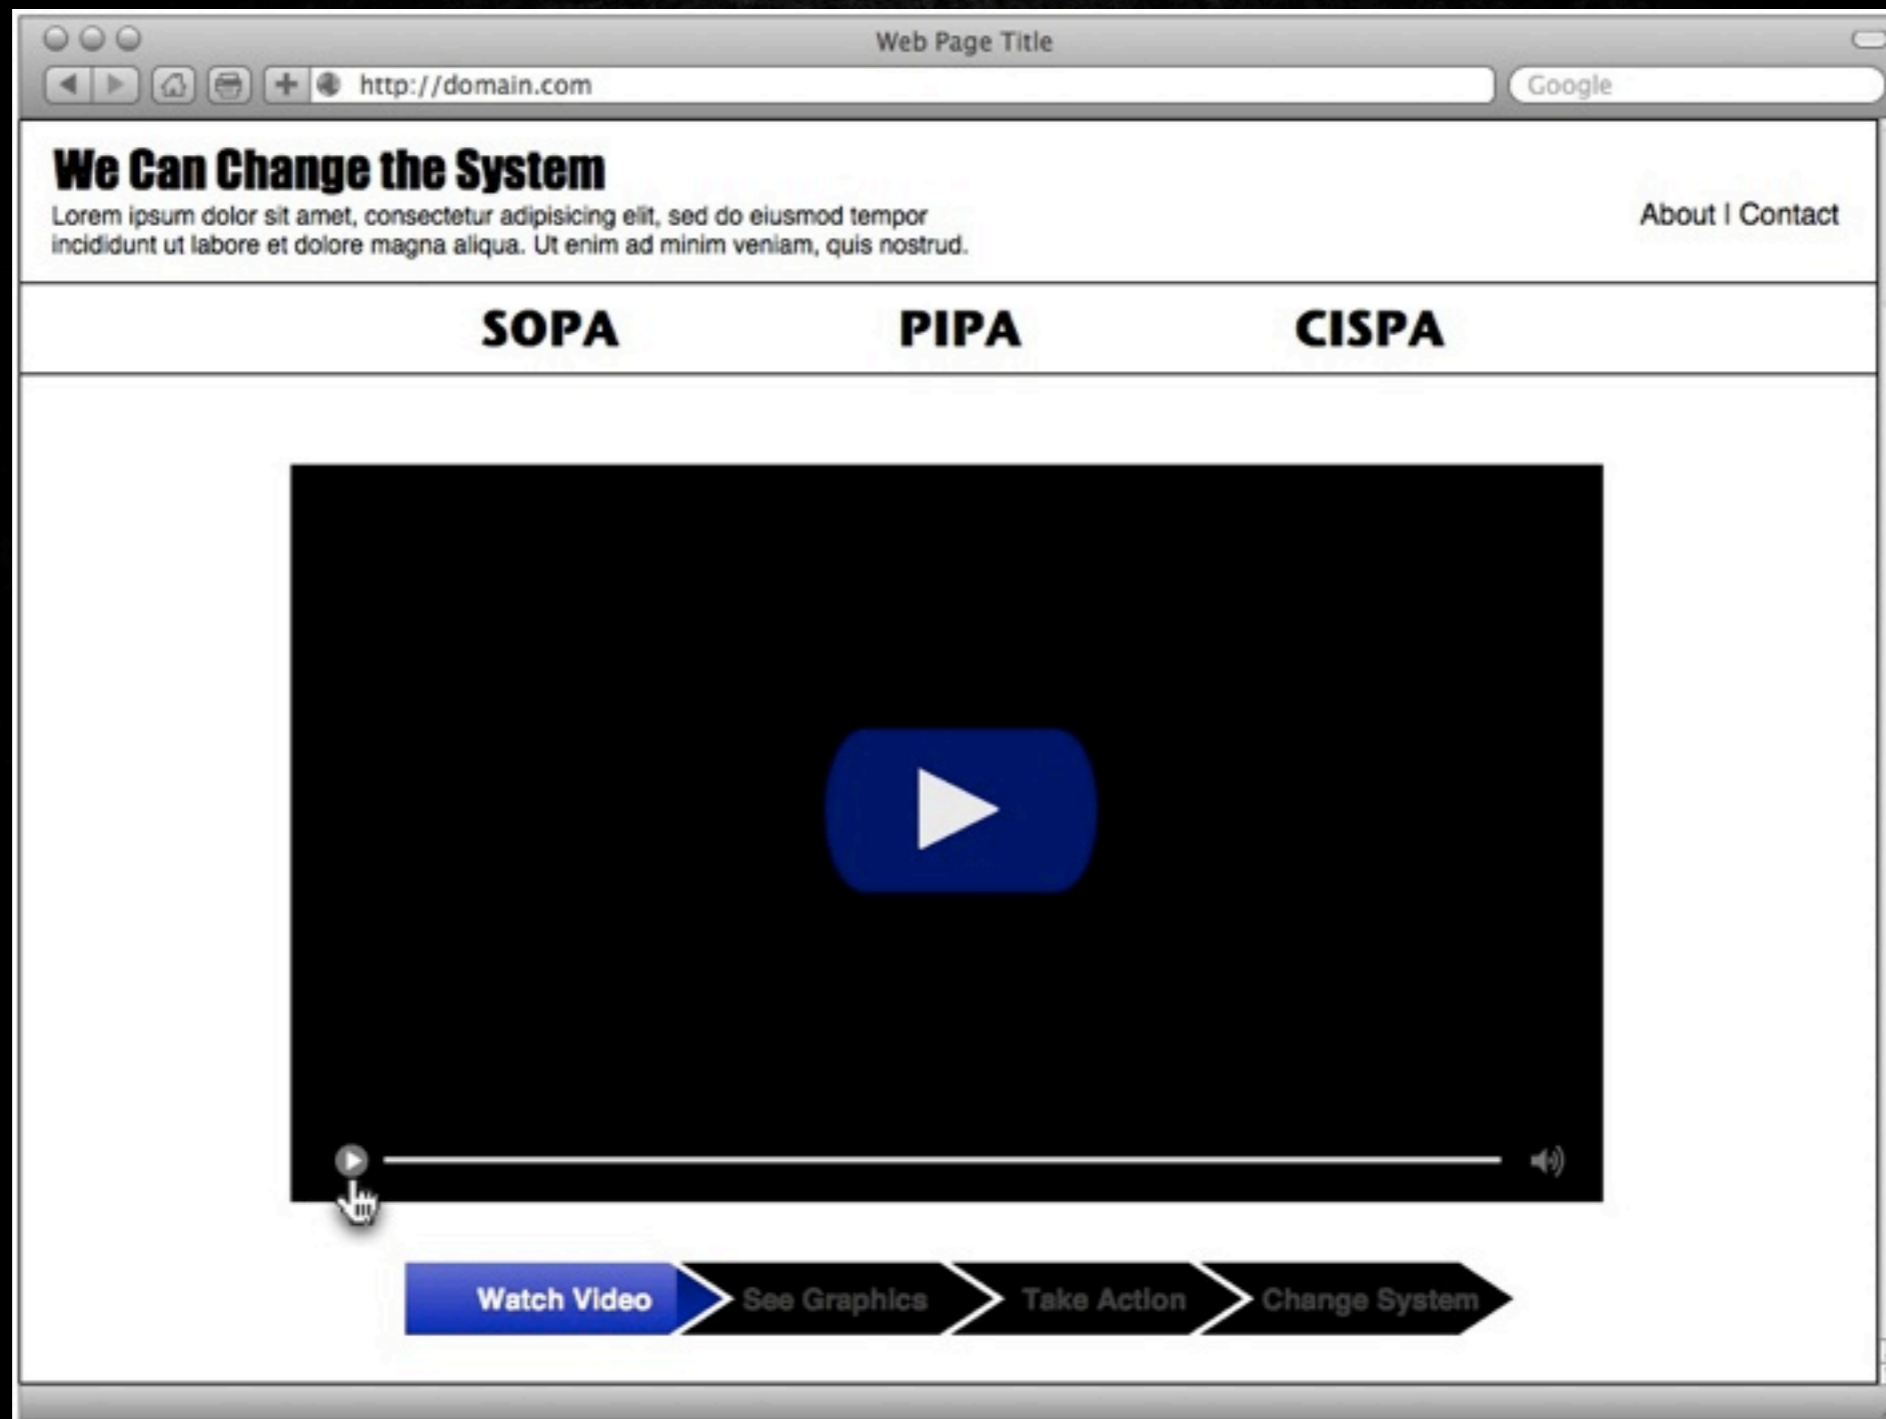 Web Page Title
http://domain.com
Google
We Can Change the System
Lorem ipsum dolor sit amet, consectetur adipisicing elit, sed do eiusmod tempor
incididunt ut labore et dolore magna aliqua. Ut enim ad minim veniam, quis nostrud.
About | Contact
SOPA PIPA CISPA
Watch Video See Graphics Take Action Change System